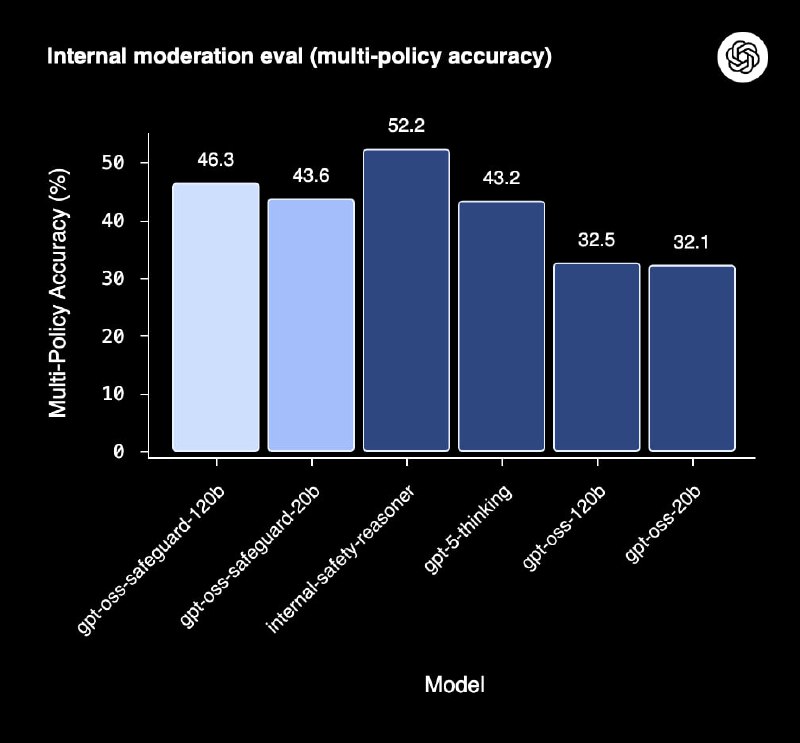 Internal moderation eval (multi-policy accuracy)
52.2
46.3
43.6
43.2
32.5
32.1
Multi-Policy Accuracy (%)
50
40
30
20
10
0
gpt-oss-safeguard-120b
gpt-oss-safeguard-20b
internal-safety-reasoner
gpt-5-thinking
gpt-oss-120b
gpt-oss-20b
Model